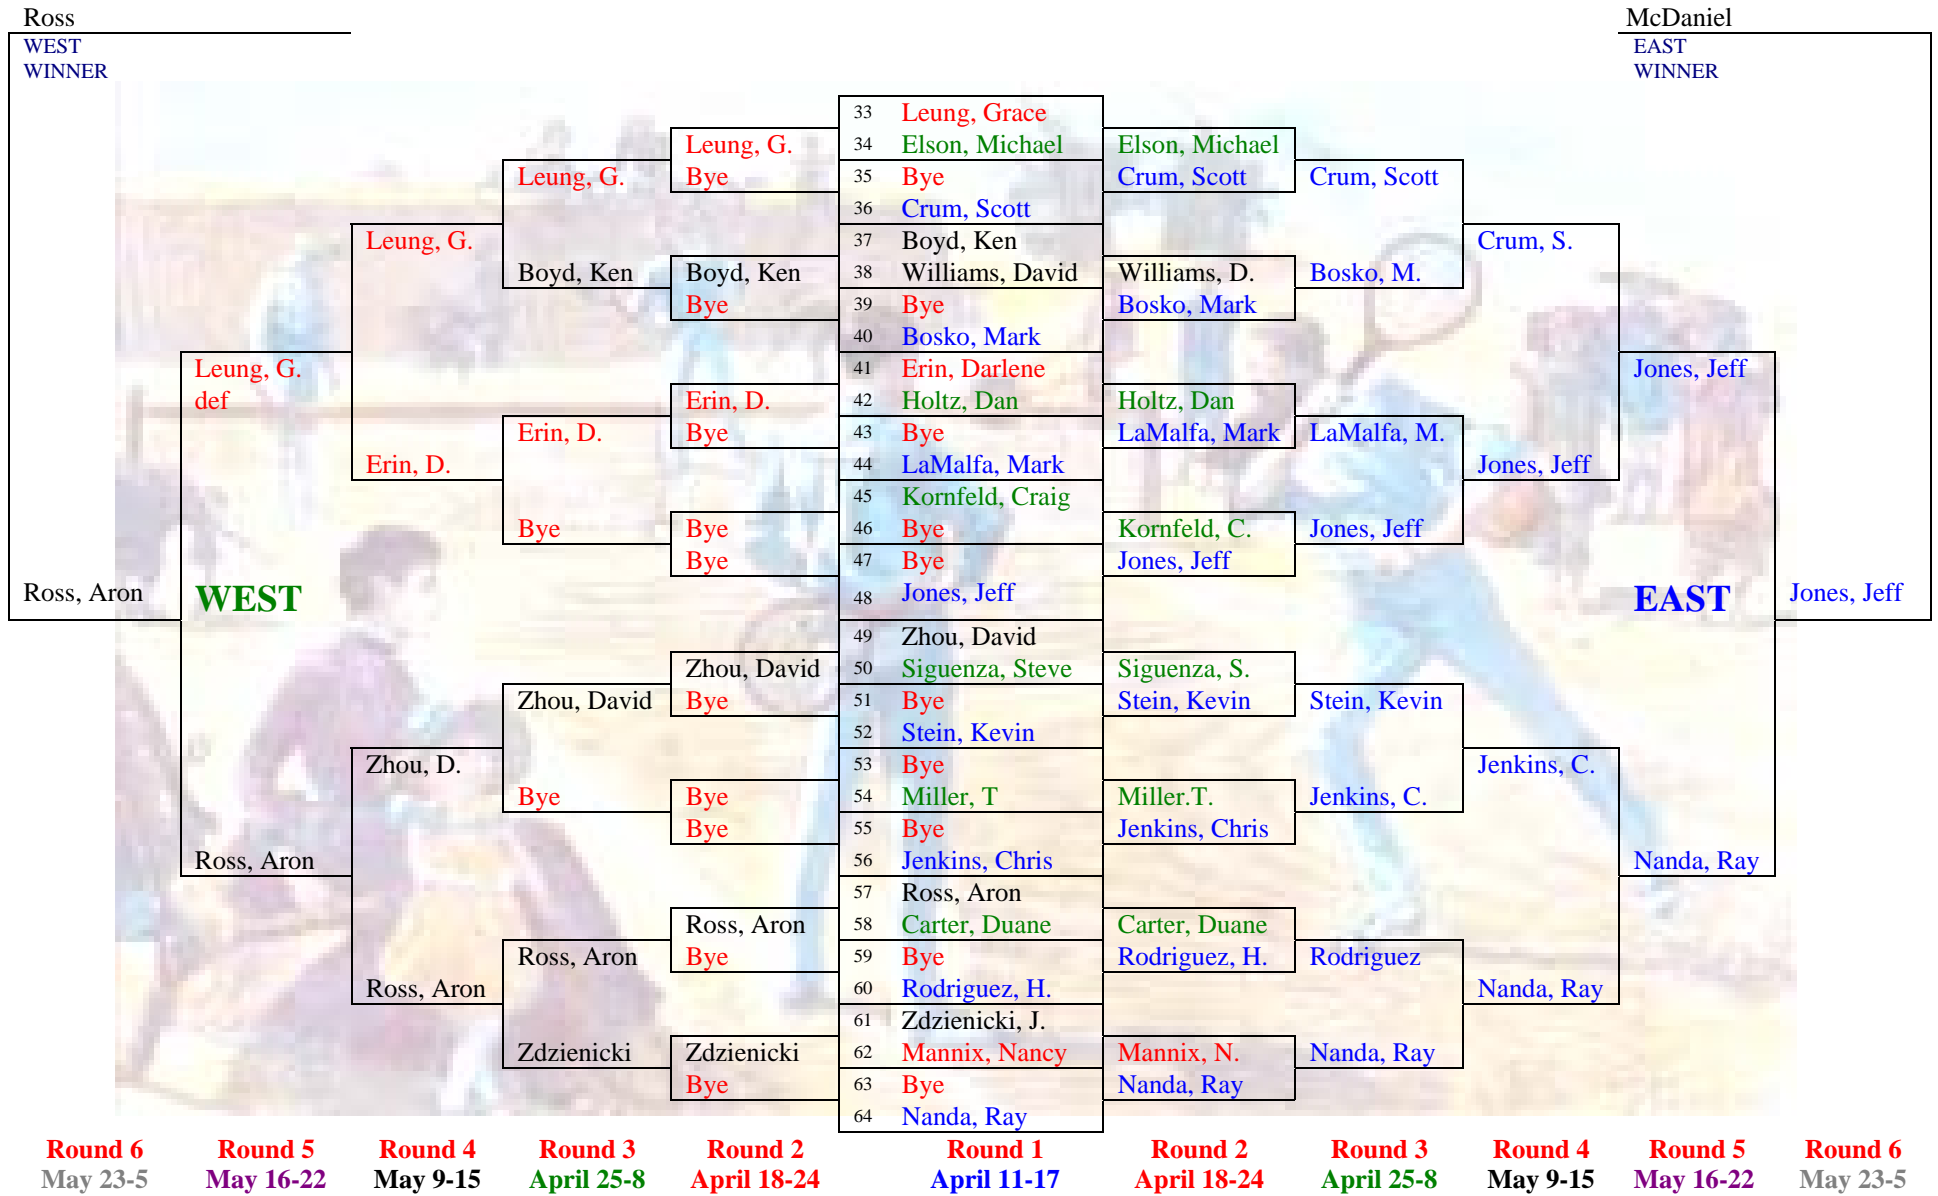 Ross
McDaniel
WEST
WINNER
EAST
WINNER
33 Leung, Grace
Leung, G. 34 Elson, Michael Elson, Michael
Leung, G. Bye 35 Bye Crum, Scott Crum, Scott
36 Crum, Scott
Leung, G. 37 Boyd, Ken Crum, S.
Boyd, Ken Boyd, Ken 38 Williams, David Williams, D. Bosko, M.
Bye 39 Bye Bosko, Mark
40 Bosko, Mark
Leung, G. 41 Erin, Darlene Jones, Jeff
def Erin, D. 42 Holtz, Dan Holtz, Dan
Erin, D. Bye 43 Bye LaMalfa, Mark LaMalfa, M.
Erin, D. 44 LaMalfa, Mark Jones, Jeff
45 Kornfeld, Craig
Bye Bye 46 Bye Kornfeld, C. Jones, Jeff
Bye 47 Bye Jones, Jeff
Ross, Aron WEST 48 Jones, Jeff EAST Jones, Jeff
49 Zhou, David
Zhou, David 50 Siguenza, Steve Siguenza, S.
Zhou, David Bye 51 Bye Stein, Kevin Stein, Kevin
52 Stein, Kevin
Zhou, D. 53 Bye Jenkins, C.
Bye Bye 54 Miller, T Miller.T. Jenkins, C.
Bye 55 Bye Jenkins, Chris
Ross, Aron 56 Jenkins, Chris Nanda, Ray
57 Ross, Aron
Ross, Aron 58 Carter, Duane Carter, Duane
Ross, Aron Bye 59 Bye Rodriguez, H. Rodriguez
Ross, Aron 60 Rodriguez, H. Nanda, Ray
61 Zdzienicki, J.
Zdzienicki Zdzienicki 62 Mannix, Nancy Mannix, N. Nanda, Ray
Bye 63 Bye Nanda, Ray
64 Nanda, Ray
Round 6 Round 5 Round 4 Round 3 Round 2 Round 1 Round 2 Round 3 Round 4 Round 5 Round 6
May 23-5 May 16-22 May 9-15 April 25-8 April 18-24 April 11-17 April 18-24 April 25-8 May 9-15 May 16-22 May 23-5